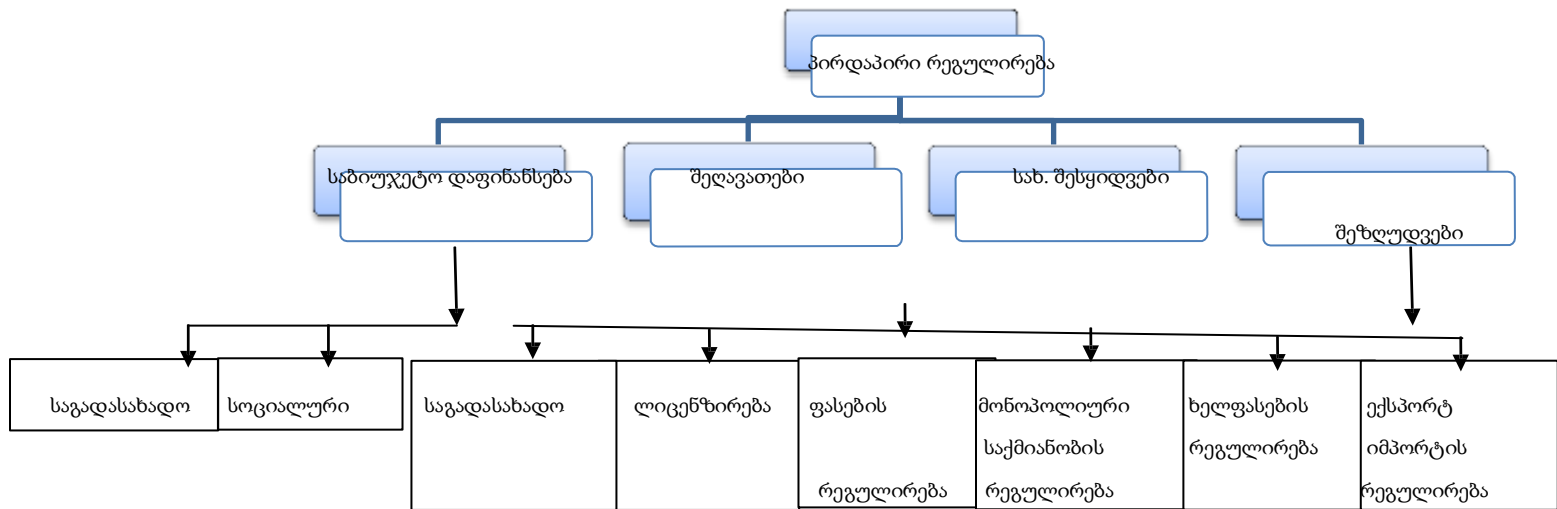 პირდაპირი რეგულირება
საბიუჯეტო დაფინანსება
შეღავათები
სახ. შესყიდვები
შეზღუდვები
საგადასახადო
სოციალური
საგადასახადო
ლიცენზირება
ფასების
რეგულირება
მონოპოლიური
საქმიანობის
რეგულირება
ხელფასების
რეგულირება
ექსპორტ
იმპორტის
რეგულირება